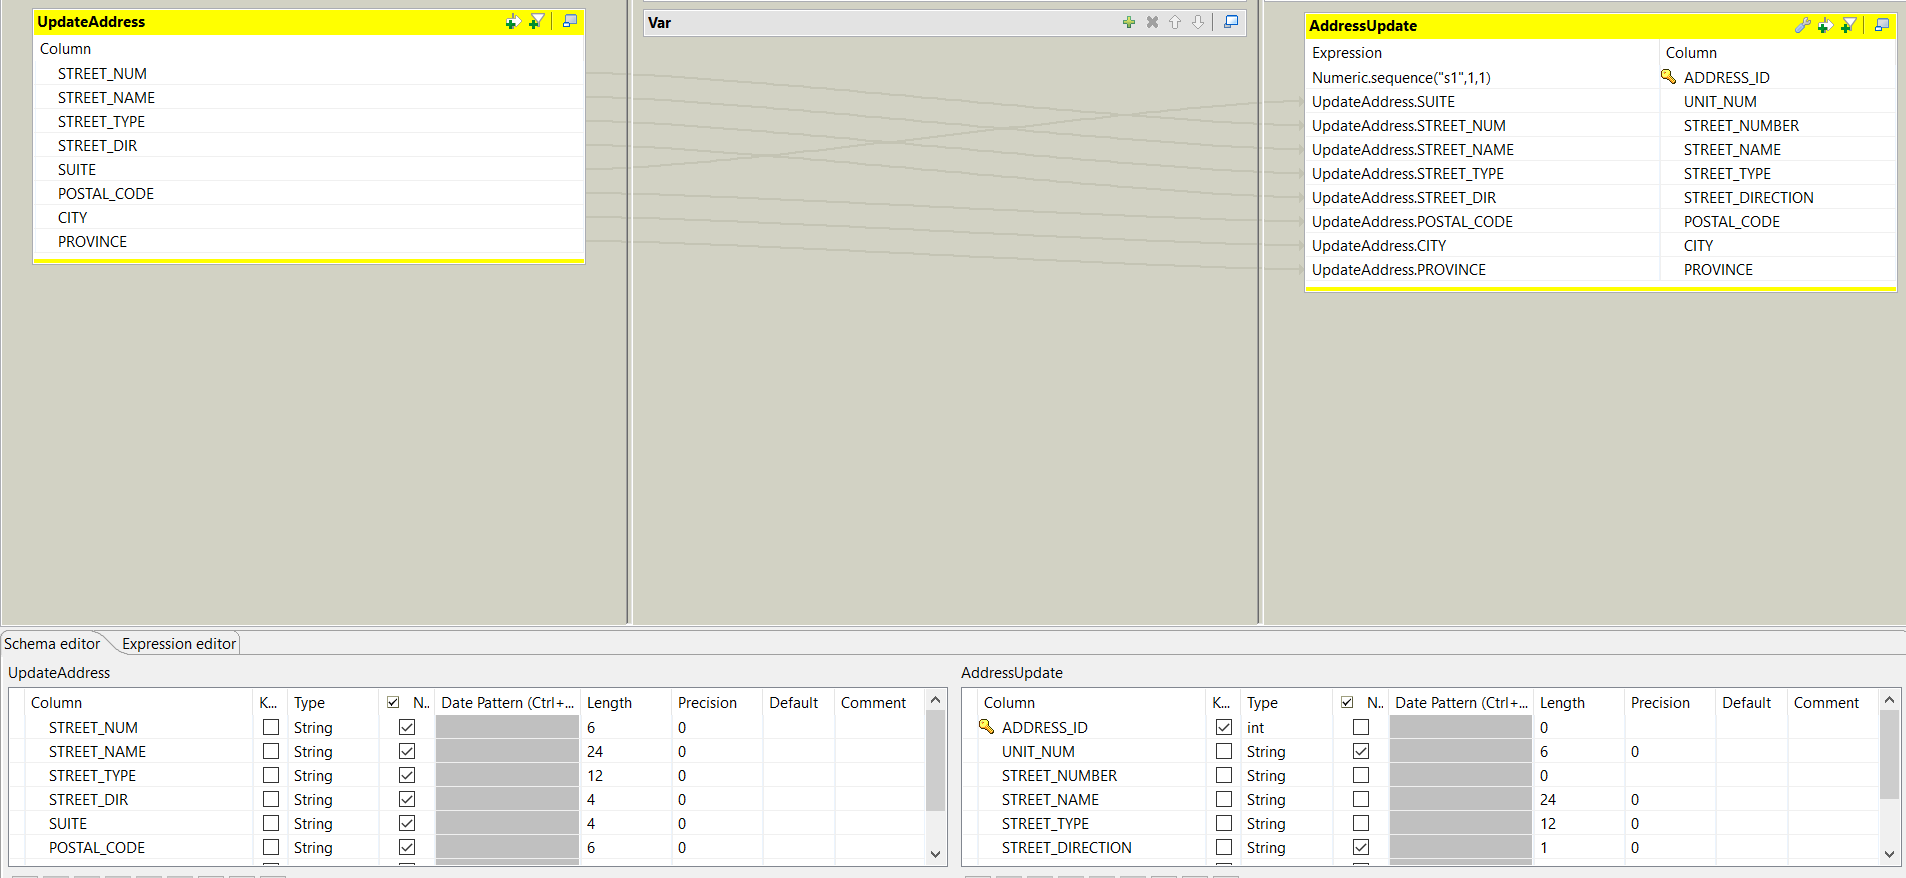 UpdateAddress
Column
STREET_NUM
STREET_NAME
STREET_TYPE
STREET_DIR
SUITE
POSTAL_CODE
CITY
PROVINCE
Var
AddressUpdate
Expression Column
Numeric.sequence("s1",1,1) ADDRESS_ID
UpdateAddress.SUITE UNIT_NUM
UpdateAddress.STREET_NUM STREET_NUMBER
UpdateAddress.STREET_NAME STREET_NAME
UpdateAddress.STREET_TYPE STREET_TYPE
UpdateAddress.STREET_DIR STREET_DIRECTION
UpdateAddress.POSTAL_CODE POSTAL_CODE
UpdateAddress.CITY CITY
UpdateAddress.PROVINCE PROVINCE
Schema editor Expression editor
UpdateAddress
Column K... Type N.. Date Pattern (Ctrl+... Length Precision Default Comment
STREET_NUM String 6 0
STREET_NAME String 24 0
STREET_TYPE String 12 0
STREET_DIR String 4 0
SUITE String 4 0
POSTAL_CODE String 6 0
AddressUpdate
Column K... Type N.. Date Pattern (Ctrl+... Length Precision Default Comment
ADDRESS_ID int 0
UNIT_NUM String 6 0
STREET_NUMBER String 0
STREET_NAME String 24 0
STREET_TYPE String 12 0
STREET_DIRECTION String 1 0